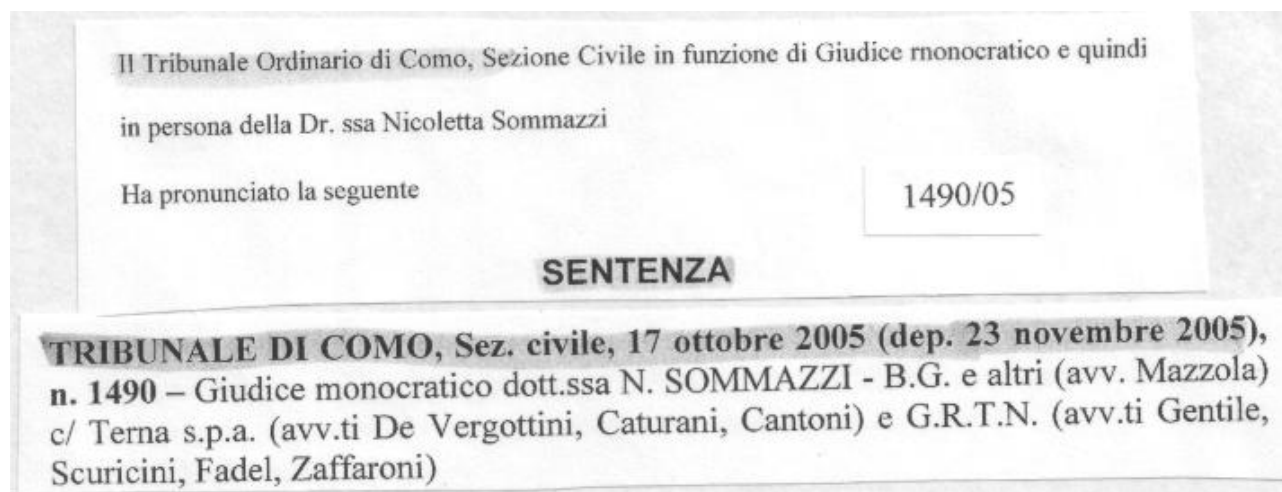 Il Tribunale Ordinario di Como, Sezione Civile in funzione di Giudice rnonocratico e quindi
in persona della Dr. ssa Nicoletta Sommazzi
Ha pronunciato la seguente
1490/05
SENTENZA
TRIBUNALE DI COMO, Sez. civile, 17 ottobre 2005 (dep. 23 novembre 2005),
n. 1490 – Giudice monocratico dott.ssa N. SOMMAZZI - B.G. e altri (avv. Mazzola)
c/ Terna s.p.a. (avv.ti De Vergottini, Caturani, Cantoni) e G.R.T.N. (avv.ti Gentile,
Scuricini, Fadel, Zaffaroni)